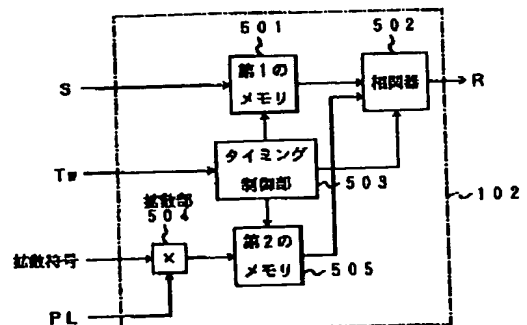 501
502
S
第1の
メモリ
相関器
R
Tw
タイミング
制御部
503
102
拡散部
504
第2の
メモリ
505
拡散符号
×
PL